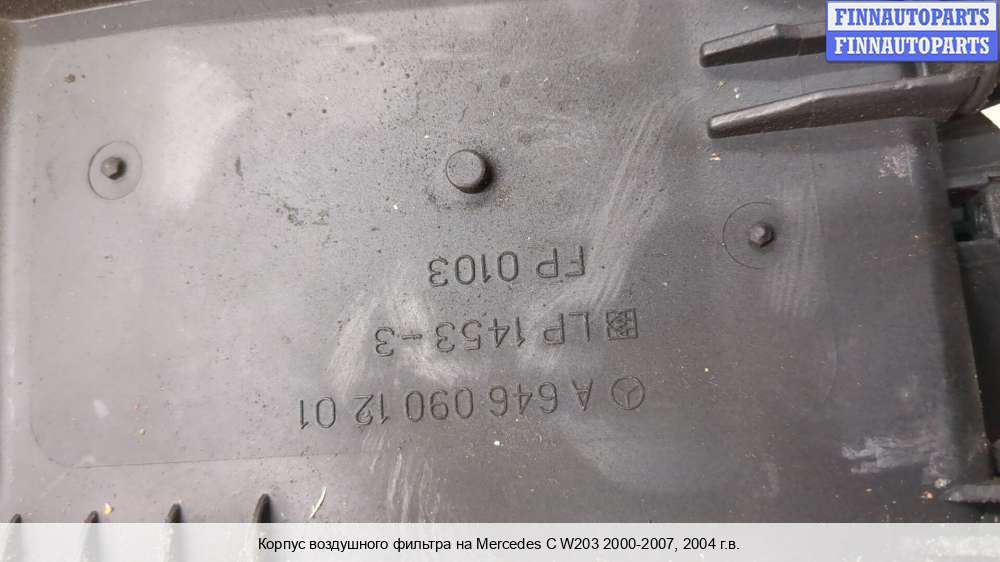 FINNAUTOPARTS
FINNAUTOPARTS
A 646 090 12 01
LP 1453-3
FP 0103
Корпус воздушного фильтра на Mercedes C W203 2000-2007, 2004 г.в.